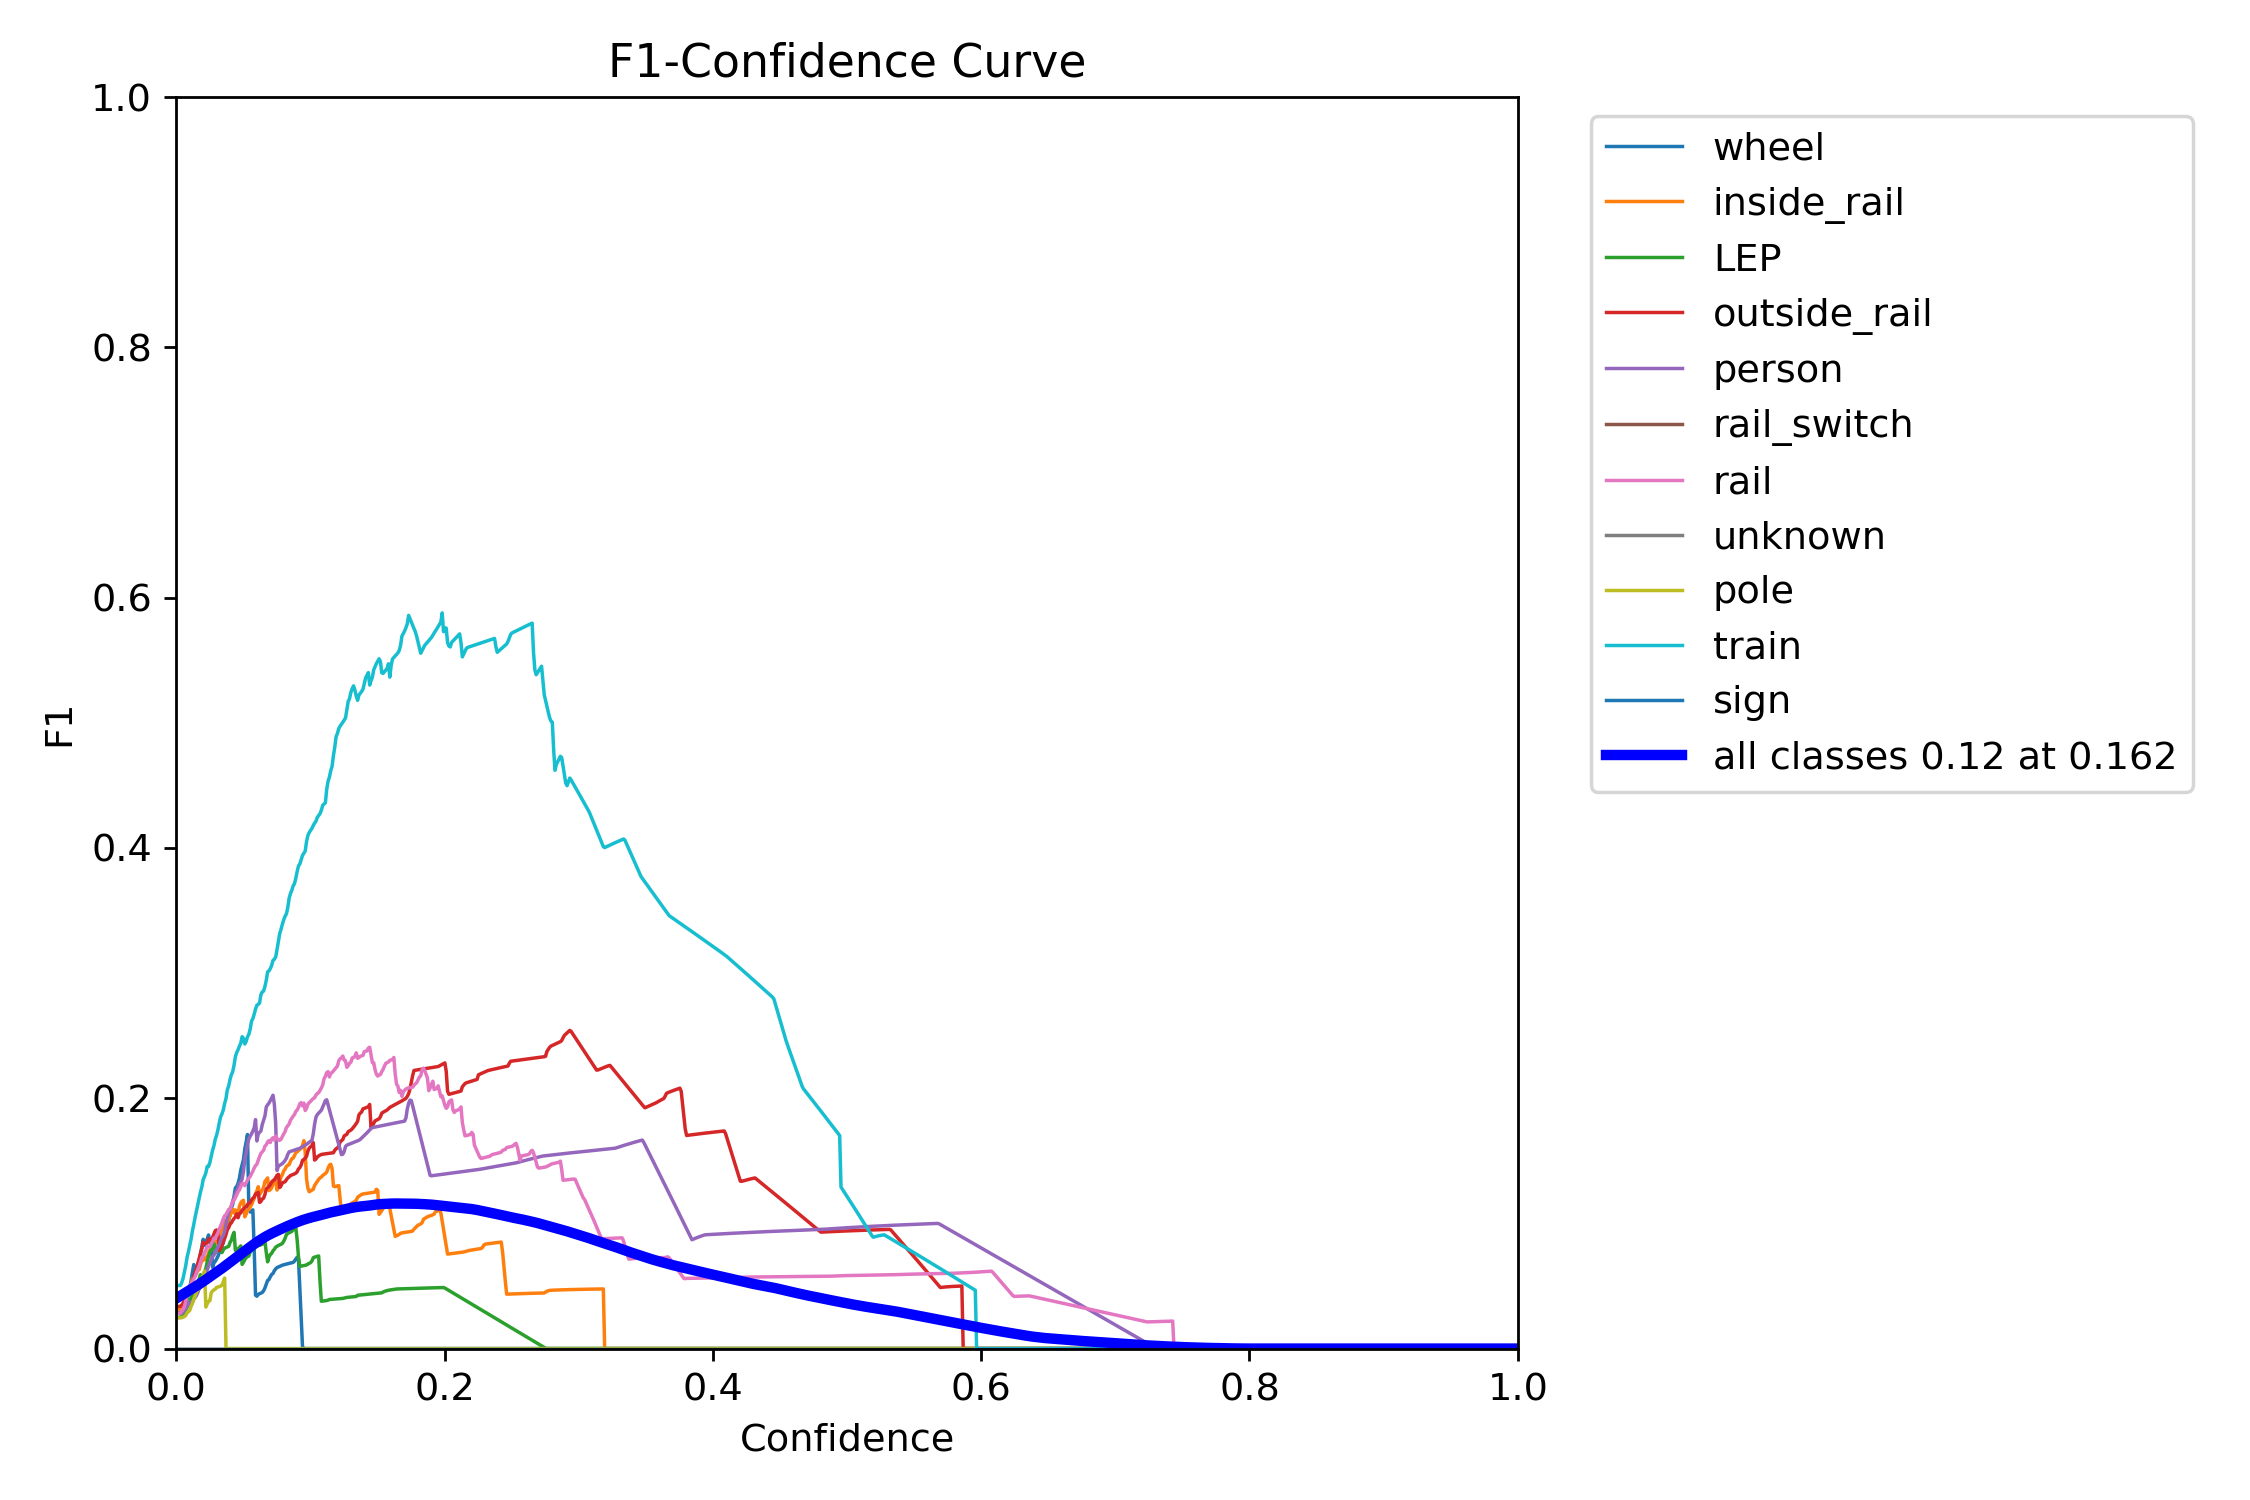 F1-Confidence Curve
1.0
0.8
0.6
0.4
0.2
0.0
F1
0.0 0.2 0.4 0.6 0.8 1.0
Confidence
wheel
inside_rail
LEP
outside_rail
person
rail_switch
rail
unknown
pole
train
sign
all classes 0.12 at 0.162